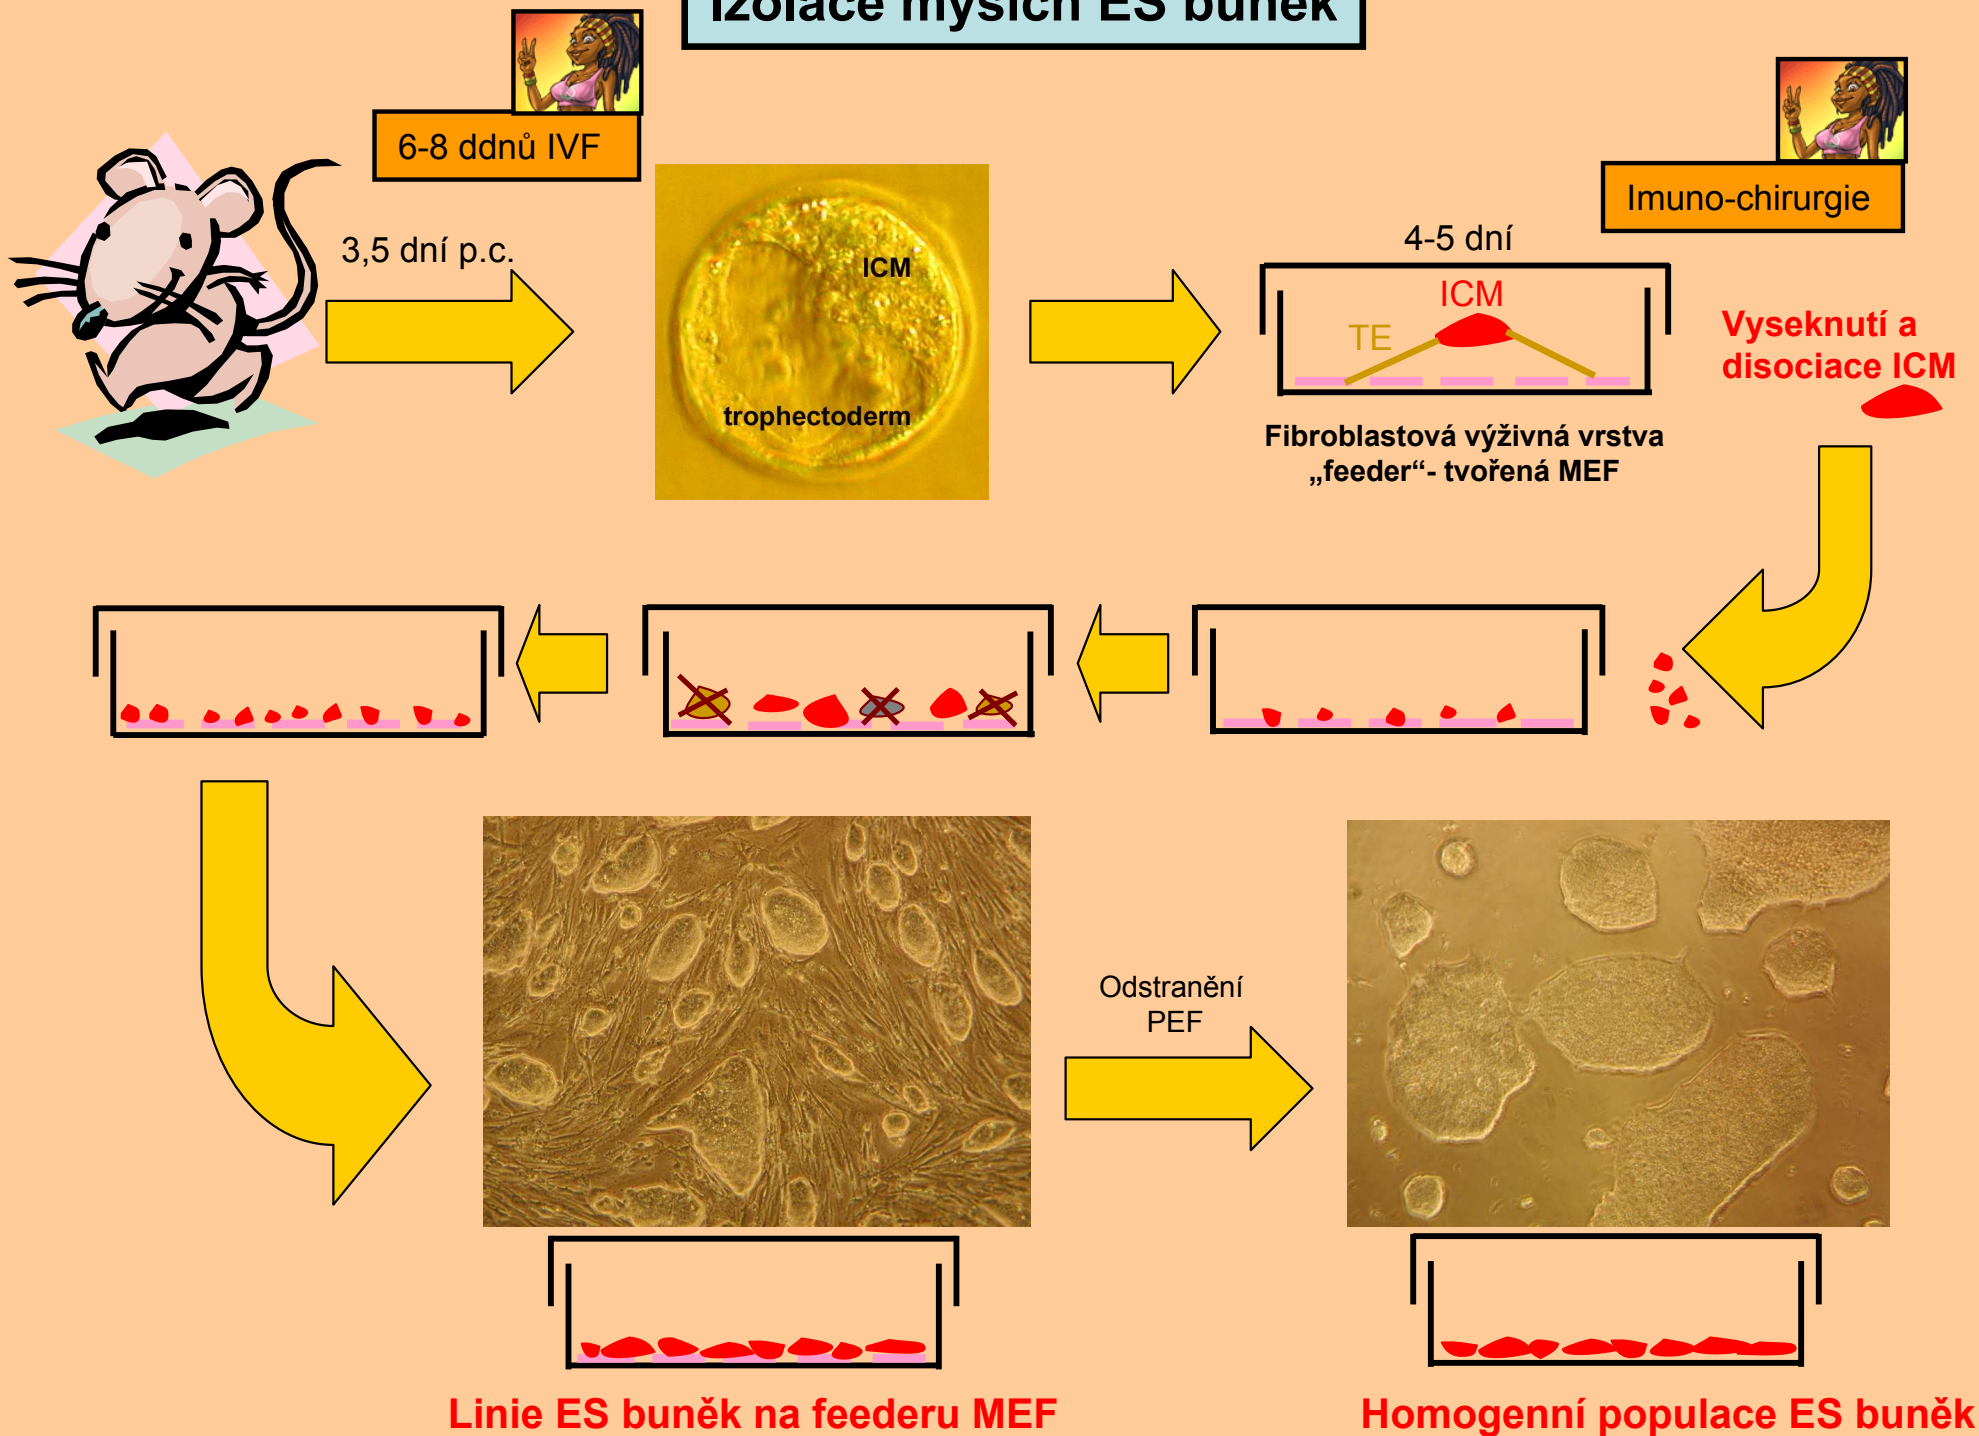 Izolace myších ES buněk
6-8 ddnů IVF
Imuno-chirurgie
3,5 dní p.c.
ICM
trophectoderm
4-5 dní
ICM
TE
Vyseknutí a
disociace ICM
Fibroblastová výživná vrstva
„feeder“- tvořená MEF
Odstranění
PEF
Linie ES buněk na feederu MEF
Homogenní populace ES buněk